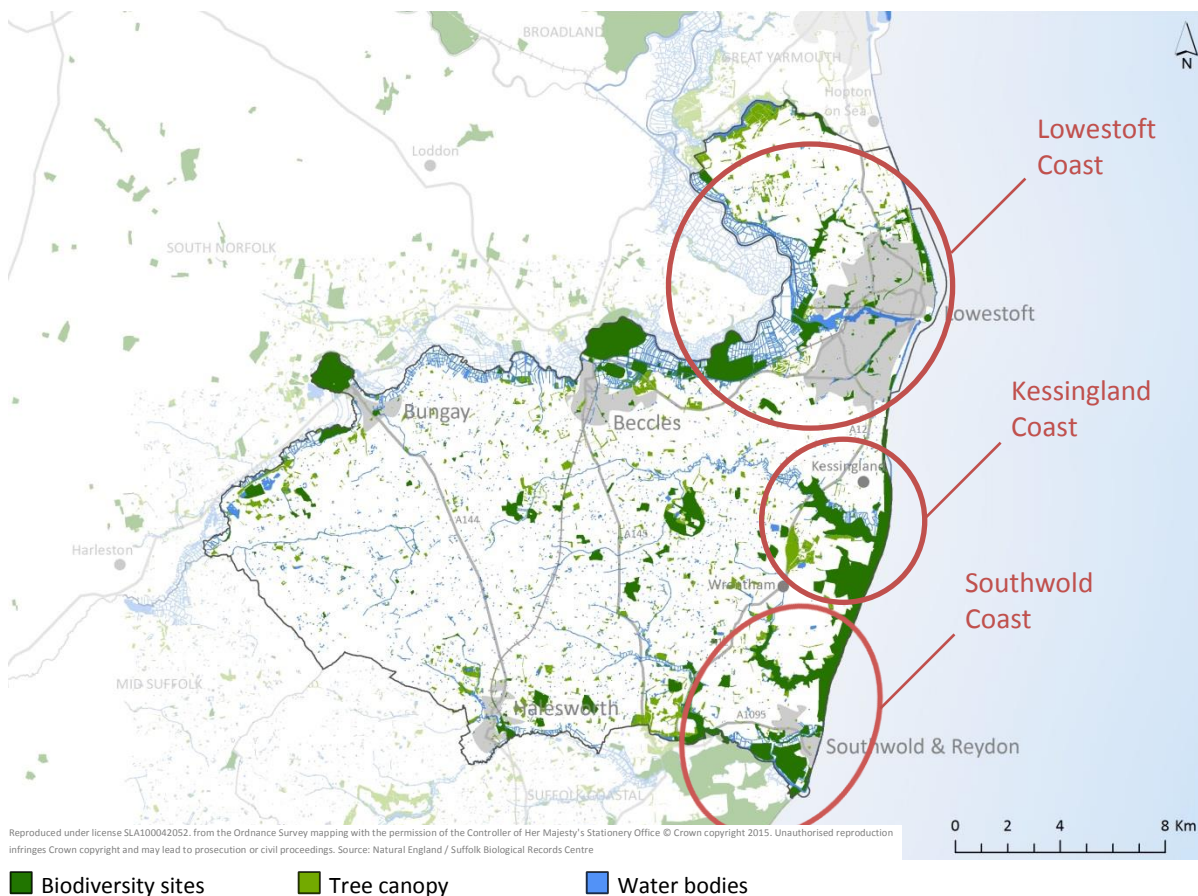 BROADLAND
GREAT YARMOUTH
N
Hopton
on Sea
Lowestoft
Coast
Loddon
SOUTH NORFOLK
Lowestoft
Kessingland
Coast
Bungay
Beccles
A12
Kessingland
A144
A145
Harleston
Wrentham
Southwold
Coast
MID SUFFOLK
Halesworth
A1095
Southwold & Reydon
SUFFOLK COASTAL
Reproduced under license SLA100042052. from the Ordnance Survey mapping with the permission of the Controller of Her Majesty's Stationery Office © Crown copyright 2015. Unauthorised reproduction
infringes Crown copyright and may lead to prosecution or civil proceedings. Source: Natural England / Suffolk Biological Records Centre
0 2 4 8 Km
Biodiversity sites Tree canopy Water bodies